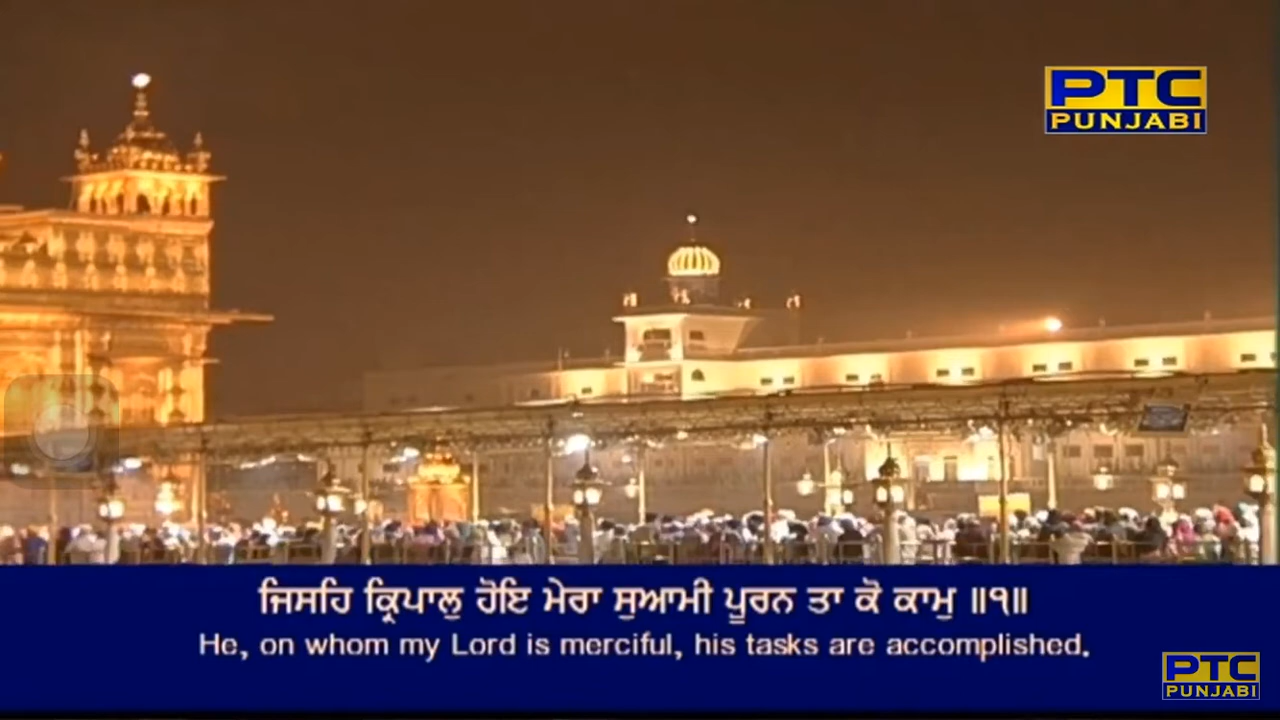 PTC
PUNJABI
ਜਿਸਹਿ ਕ੍ਰਿਪਾਲੁ ਹੋਇ ਮੇਰਾ ਸੁਆਮੀ ਪੂਰਨ ਤਾ ਕੋ ਕਾਮੁ ॥੧॥
He, on whom my Lord is merciful, his tasks are accomplished.
PTC
PUNJABI